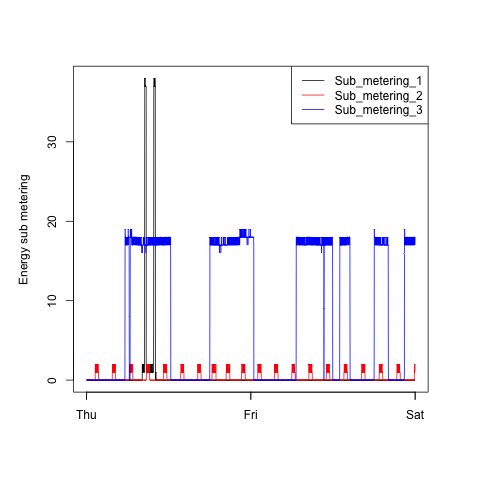 Sub_metering_1
Sub_metering_2
Sub_metering_3
Energy sub metering
30
20
10
0
Thu
Fri
Sat